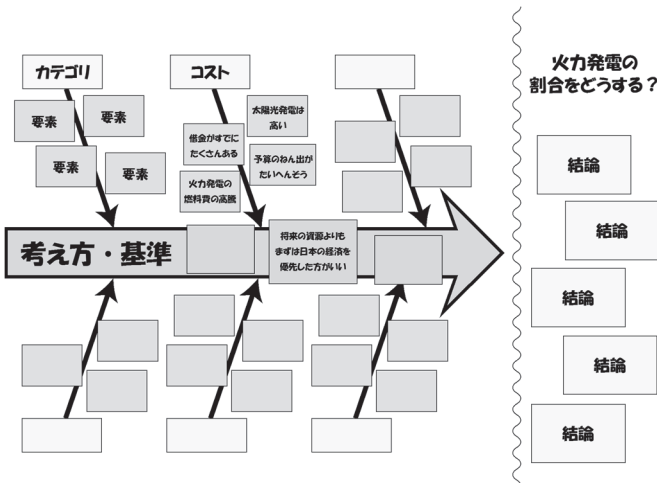 カテゴリ
要素
要素
要素
要素
コスト
太陽光発電は
高い
借金がすでに
たくさんある
予算のねん出が
たいへんそう
火力発電の
燃料費の高騰
考え方・基準
将来の資源よりも
まずは日本の経済を
優先した方がいい
火力発電の
割合をどうする？
結論
結論
結論
結論
結論